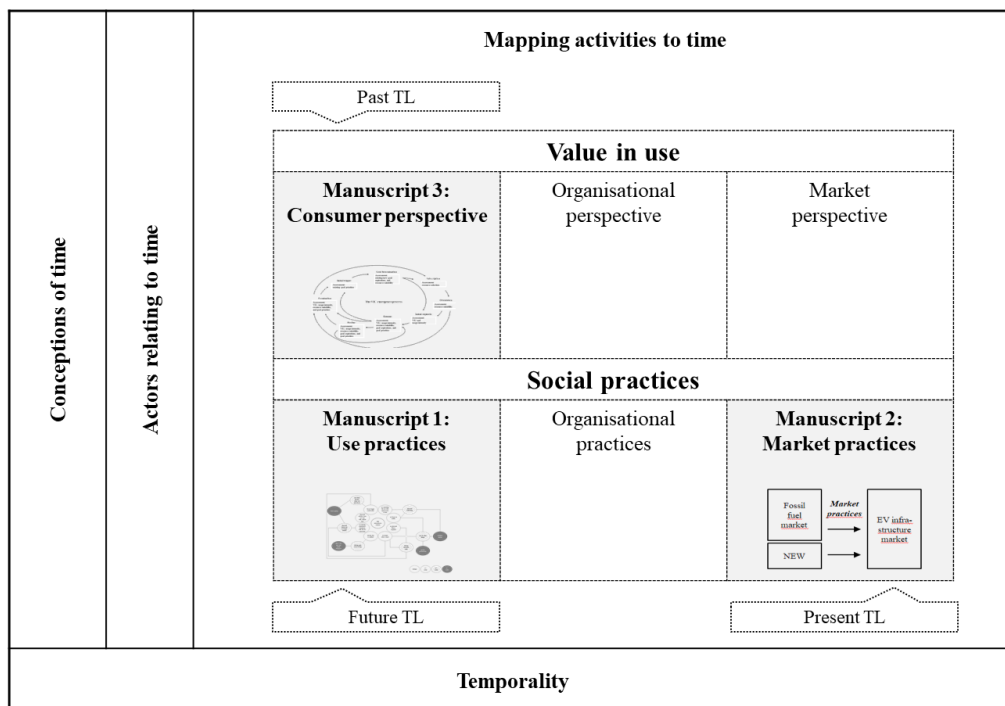 Mapping activities to time
Conceptions of time
Actors relating to time
Past TL
Value in use
Manuscript 3:
Consumer perspective
Organisational
perspective
Market
perspective
Social practices
Manuscript 1:
Use practices
Organisational
practices
Manuscript 2:
Market practices
Fossil
fuel
market
Market
practices
EV infra-
structure
market
NEW
Future TL
Present TL
Temporality